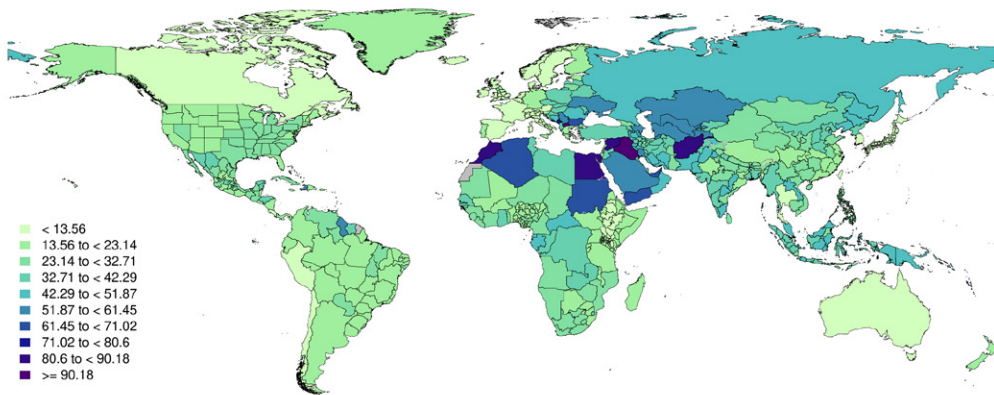 < 13.56
13.56 to < 23.14
23.14 to < 32.71
32.71 to < 42.29
42.29 to < 51.87
51.87 to < 61.45
61.45 to < 71.02
71.02 to < 80.6
80.6 to < 90.18
>= 90.18